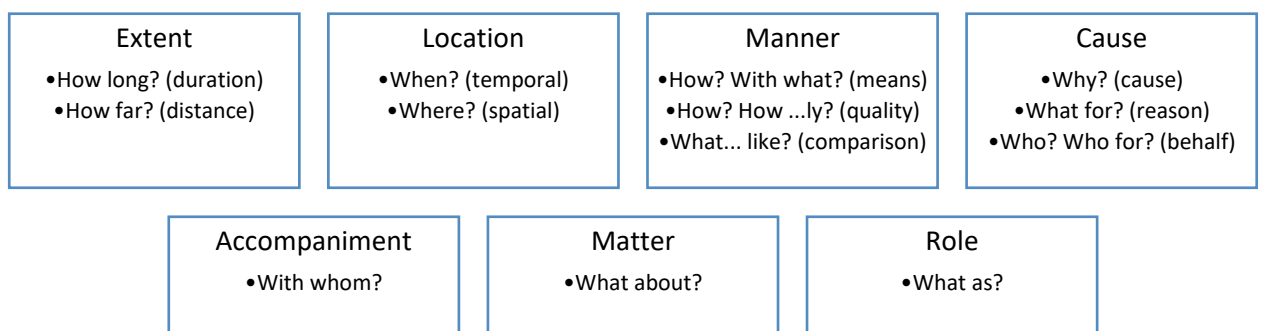 Extent
•How long? (duration)
•How far? (distance)
Location
•When? (temporal)
•Where? (spatial)
Manner
•How? With what? (means)
•How? How ...ly? (quality)
•What... like? (comparison)
Cause
•Why? (cause)
•What for? (reason)
•Who? Who for? (behalf)
Accompaniment
•With whom?
Matter
•What about?
Role
•What as?